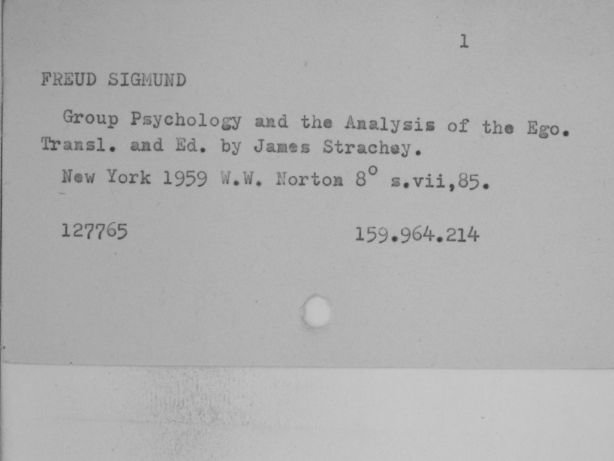 1
FREUD SIGMUND
Group Psychology and the Analysis of the Ego.
Transl. and Ed. by James Strachey.
New York 1959 W.W. Norton 8° s.vii,85.
127765 159.964.214